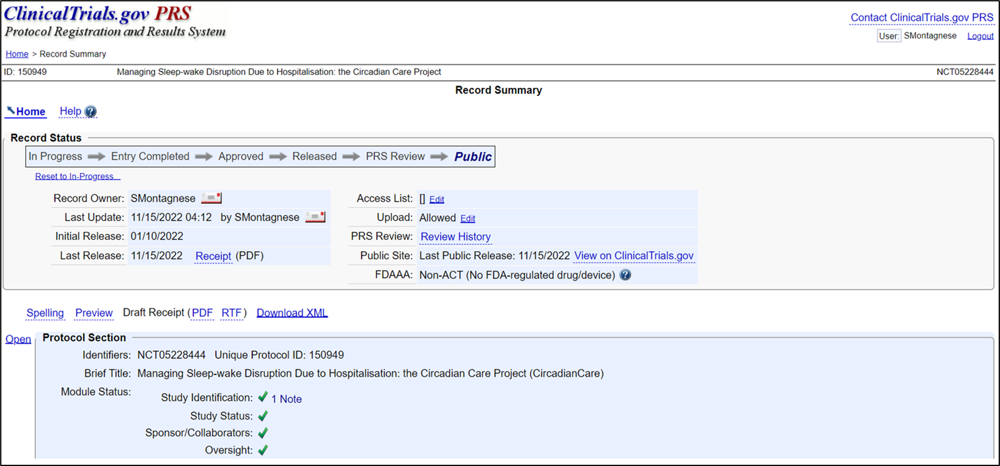 ClinicalTrials.gov PRS
Protocol Registration and Results System
Contact ClinicalTrials.gov PRS
User: SMontagnese Logout
Home > Record Summary
ID: 150949 Managing Sleep-wake Disruption Due to Hospitalisation: the Circadian Care Project NCT05228444
Record Summary
Home Help ?
Record Status
In Progress Entry Completed Approved Released PRS Review Public
Reset to In-Progress...
Record Owner: SMontagnese
Last Update: 11/15/2022 04:12 by SMontagnese
Initial Release: 01/10/2022
Last Release: 11/15/2022 Receipt (PDF)
Access List: [] Edit
Upload: Allowed Edit
PRS Review: Review History
Public Site: Last Public Release: 11/15/2022 View on ClinicalTrials.gov
FDAAA: Non-ACT (No FDA-regulated drug/device) ?
Spelling Preview Draft Receipt (PDF RTF) Download XML
Open Protocol Section
Identifiers: NCT05228444 Unique Protocol ID: 150949
Brief Title: Managing Sleep-wake Disruption Due to Hospitalisation: the Circadian Care Project (CircadianCare)
Module Status:
Study Identification: 1 Note
Study Status:
Sponsor/Collaborators:
Oversight: